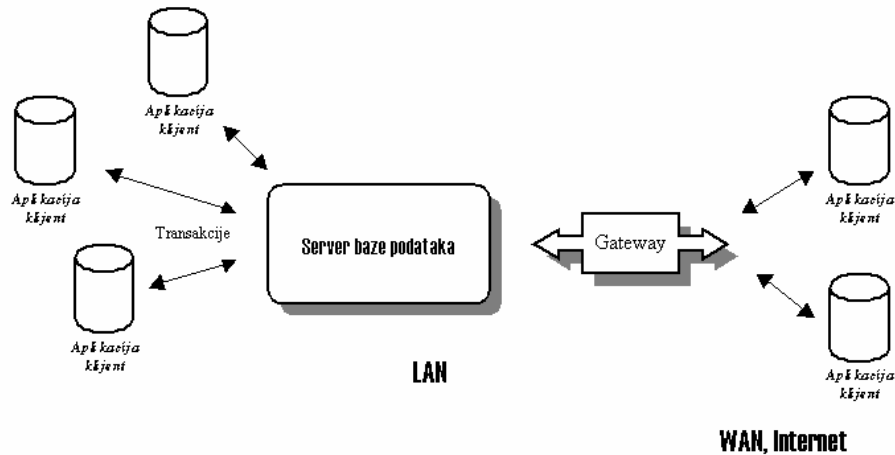 Aplikacija
klijent
Aplikacija
klijent
Transakcije
Aplikacija
klijent
Server baze podataka
LAN
Gateway
Aplikacija
klijent
Aplikacija
klijent
WAN, Internet